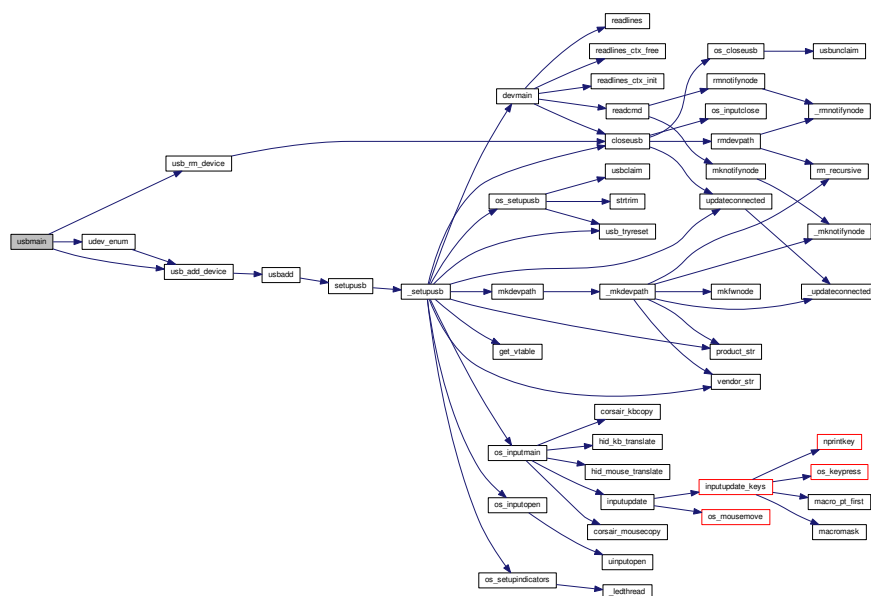 usbmain
usb_rm_device
udev_enum
usb_add_device
usbadd
setupusb
_setupusb
devmain
os_setupusb
mkdevpath
get_vtable
os_inputmain
os_inputopen
os_setupindicators
readlines
readlines_ctx_free
readlines_ctx_init
readcmd
closeusb
usbclaim
strtrim
usb_tryreset
_mkdevpath
corsair_kbcopy
hid_kb_translate
hid_mouse_translate
inputupdate
corsair_mousecopy
uinputopen
_ledthread
os_closeusb
rmnotifynode
os_inputclose
rmdevpath
mknotifynode
updateconnected
mkfwnode
product_str
vendor_str
inputupdate_keys
os_mousemove
usbunclaim
_rmnotifynode
rm_recursive
_mknotifynode
_updateconnected
nprintkey
os_keypress
macro_pt_first
macromask